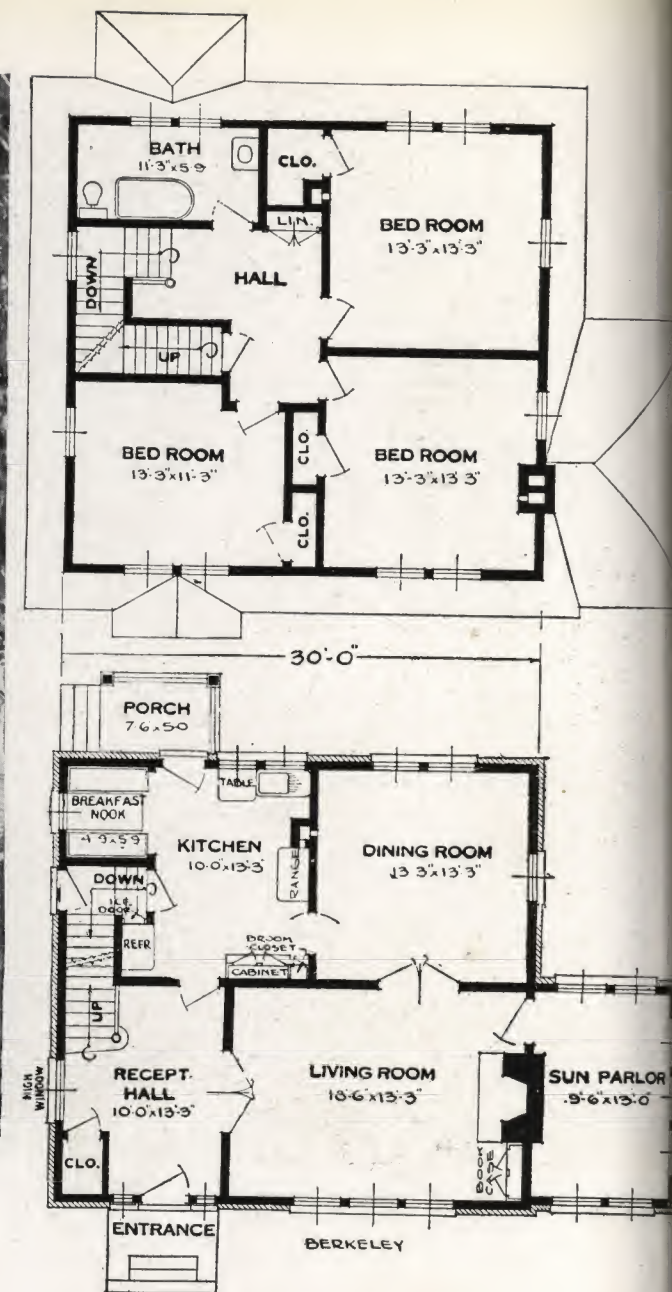 BATH
11'-3"x5-9
CLO.
LIN.
BED ROOM
13'-3"x13'-3"
HALL
DOWN
UP
BED ROOM
13'-3"x11'-3"
CLO.
CLO.
BED ROOM
13'-3"x13'3"
30'-0"
PORCH
7-6x5-0
BREAKFAST
NOOK
4-9x5-9
TABLE
KITCHEN
10-0"x13'-3"
RANGE
DINING ROOM
13'3"x13'3"
DOWN
ICE
DOOR
REFR.
BROOM
CLOSET
CABINET
UP
HIGH
WINDOW
RECEPT.
HALL
10'-0"x13'-3"
LIVING ROOM
18-6"x13'-3"
SUN PARLOR
9'-6"x13'-0"
CLO.
BOOK
CASE
ENTRANCE
BERKELEY